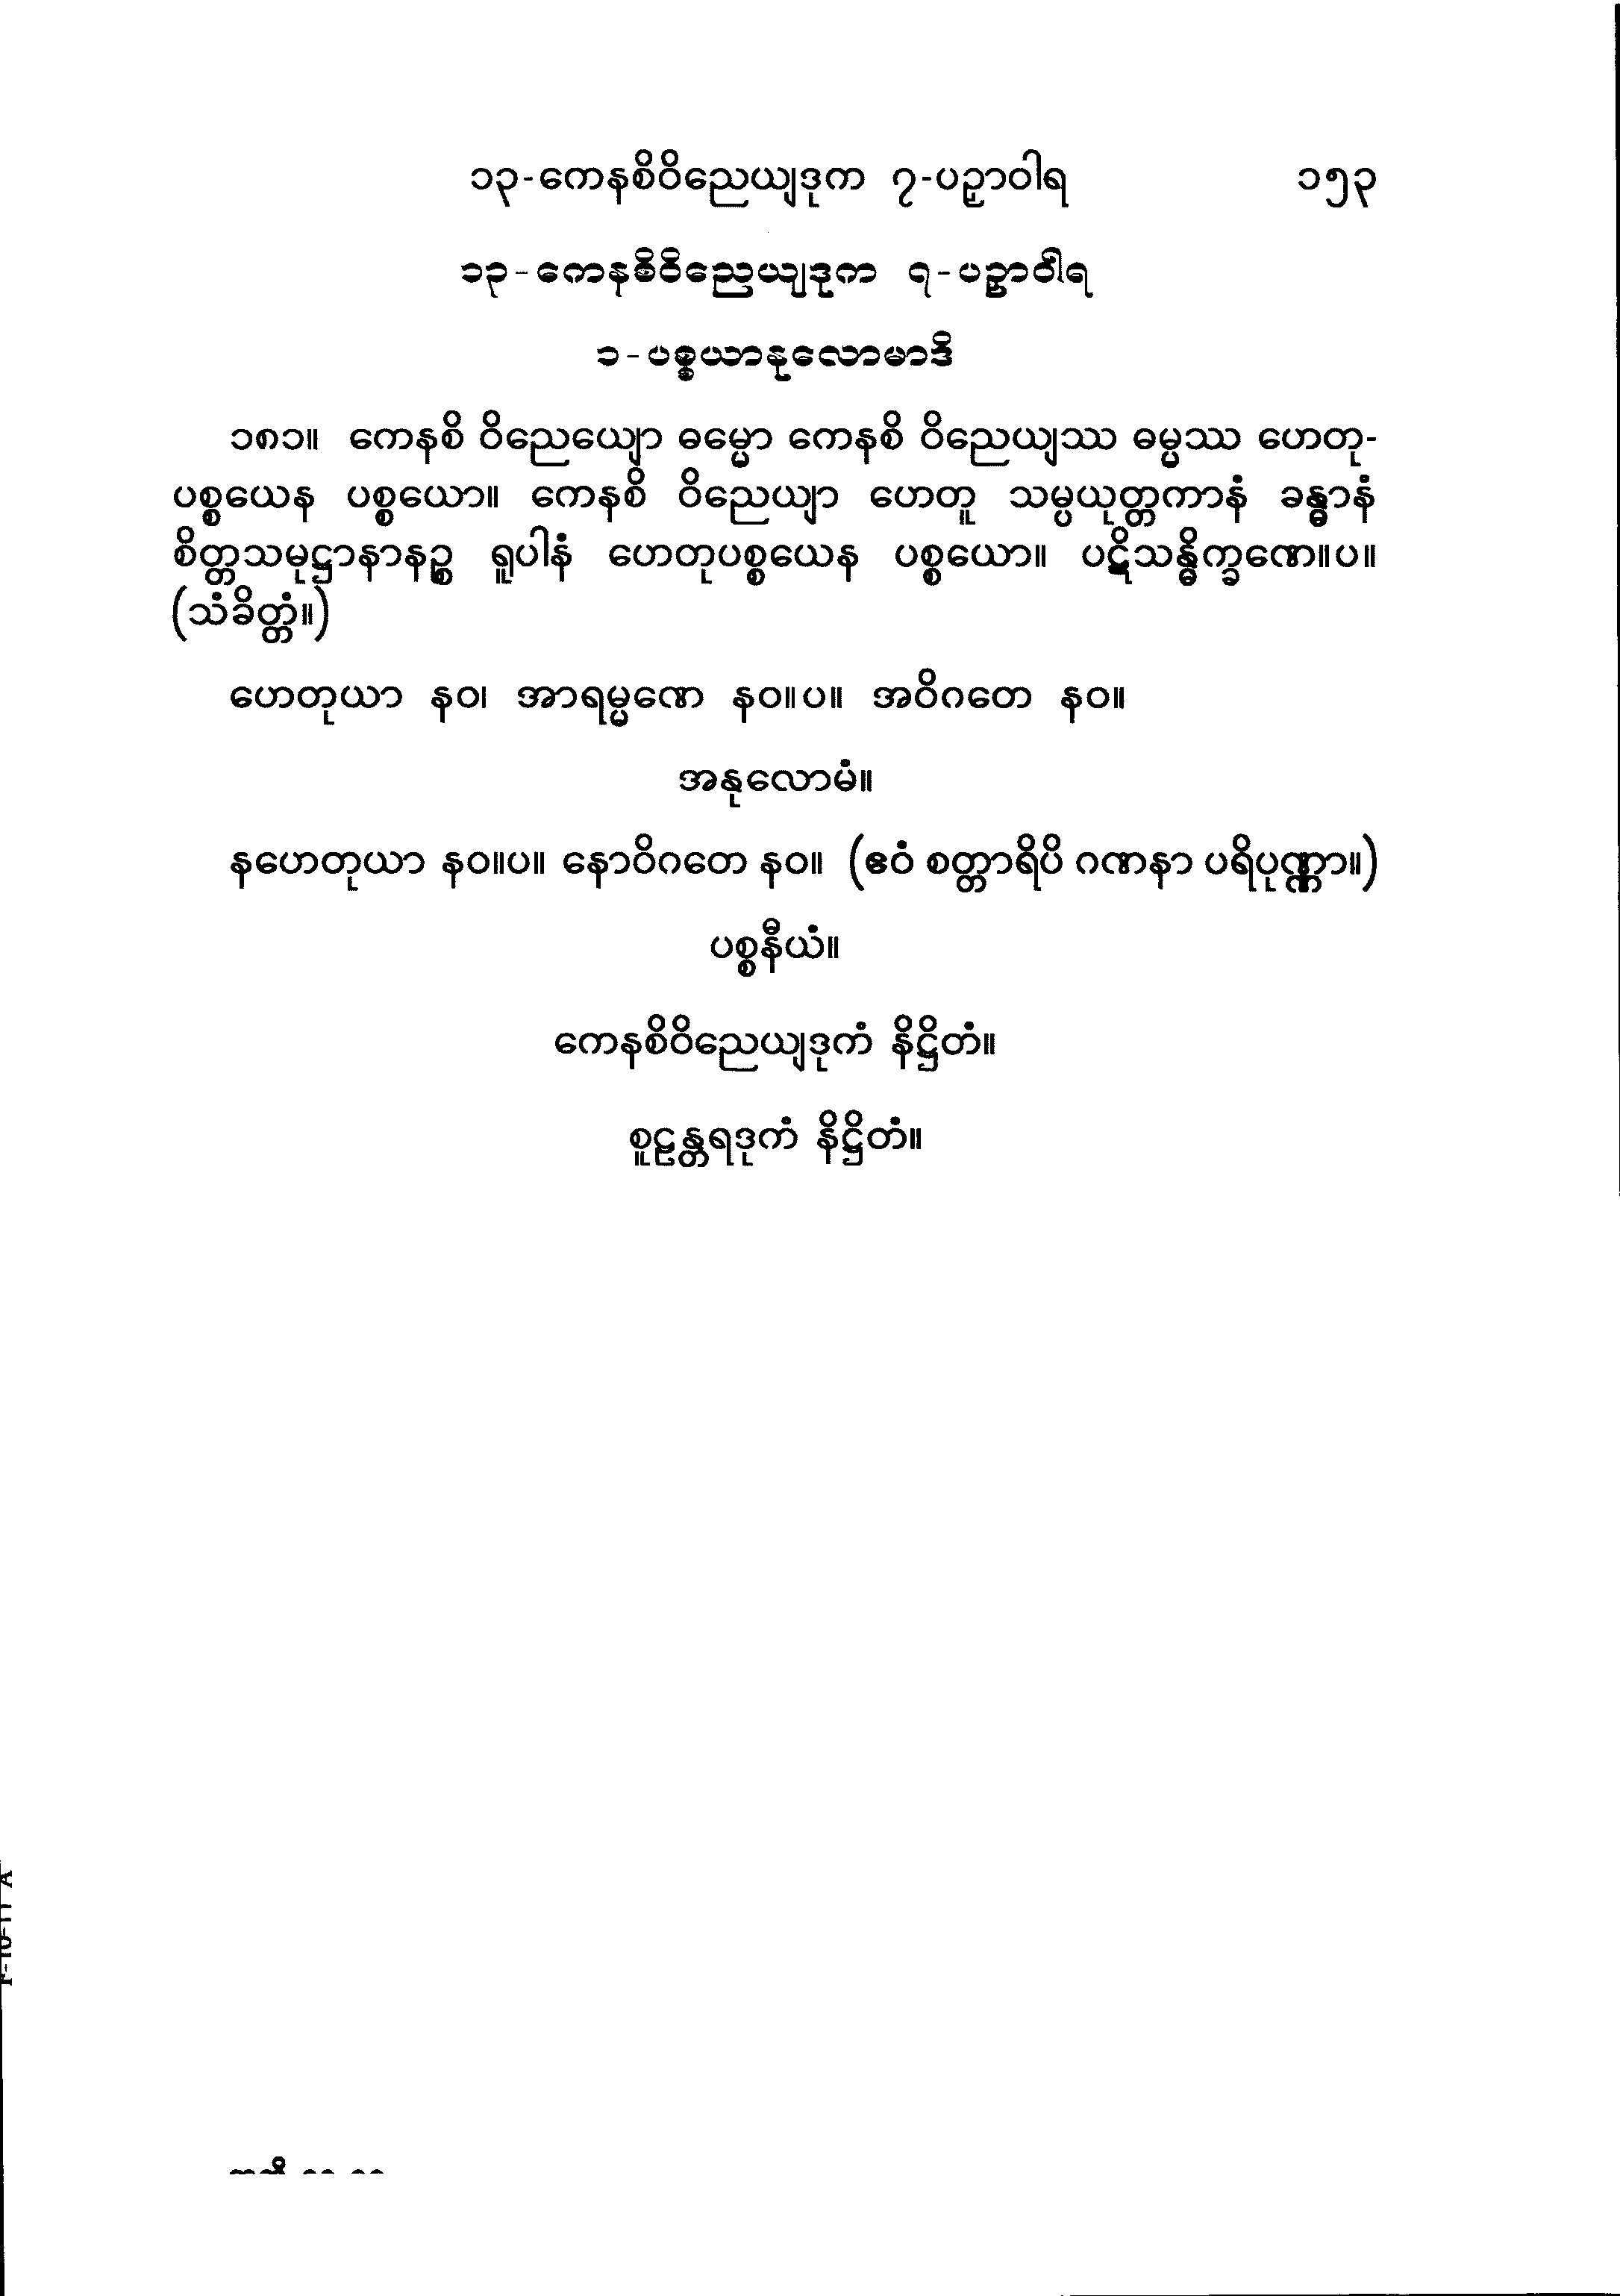 ၁၃-ကေနစိဝိညေယျဒုက ၇-ပဉှာဝါရ ၁၅၃
၁၃-ကေနစိဝိညေယျဒုက ၇-ပဉှာဝါရ
၁-ပစ္စယာနုလောမာဒိ
၁၈၁။ ကေနစိ ဝိညေယျော ဓမ္မော ကေနစိ ဝိညေယျဿ ဓမ္မဿ ဟေတု-
ပစ္စယေန ပစ္စယော။ ကေနစိ ဝိညေယျာ ဟေတူ သမ္ပယုတ္တကာနံ ခန္ဓာနံ
စိတ္တသမုဋ္ဌာနာနဉ္စ ရူပါနံ ဟေတုပစ္စယေန ပစ္စယော။ ပဋိသန္ဓိက္ခဏေ။ပ။
(သံခိတ္တံ။)
ဟေတုယာ နဝ၊ အာရမ္မဏေ နဝ။ပ။ အဝိဂတေ နဝ။
အနုလောမံ။
နဟေတုယာ နဝ။ပ။ နောဝိဂတေ နဝ။ (ဧဝံ စတ္တာရိပိ ဂဏနာ ပရိပုဏ္ဏာ။)
ပစ္စနီယံ။
ကေနစိဝိညေယျဒုကံ နိဋ္ဌိတံ။
စူဠန္တရဒုကံ နိဋ္ဌိတံ။